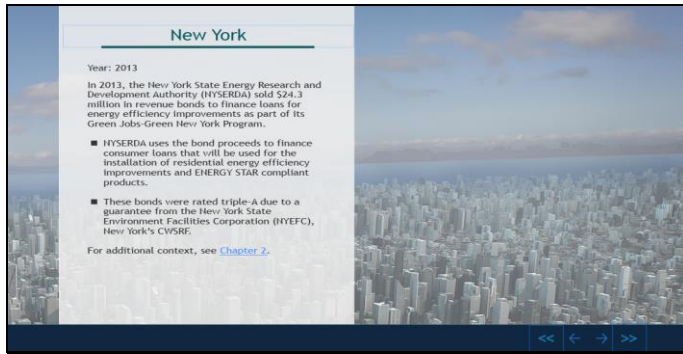 New York
Year: 2013
In 2013, the New York State Energy Research and
Development Authority (NYSERDA) sold $24.3
million in revenue bonds to finance loans for
energy efficiency improvements as part of its
Green Jobs-Green New York Program.
■ NYSERDA uses the bond proceeds to finance
consumer loans that will be used for the
installation of residential energy efficiency
improvements and ENERGY STAR compliant
products.
■ These bonds were rated triple-A due to a
guarantee from the New York State
Environment Facilities Corporation (NYEFC),
New York's CWSRF.
For additional context, see Chapter 2.
<< ← → >>